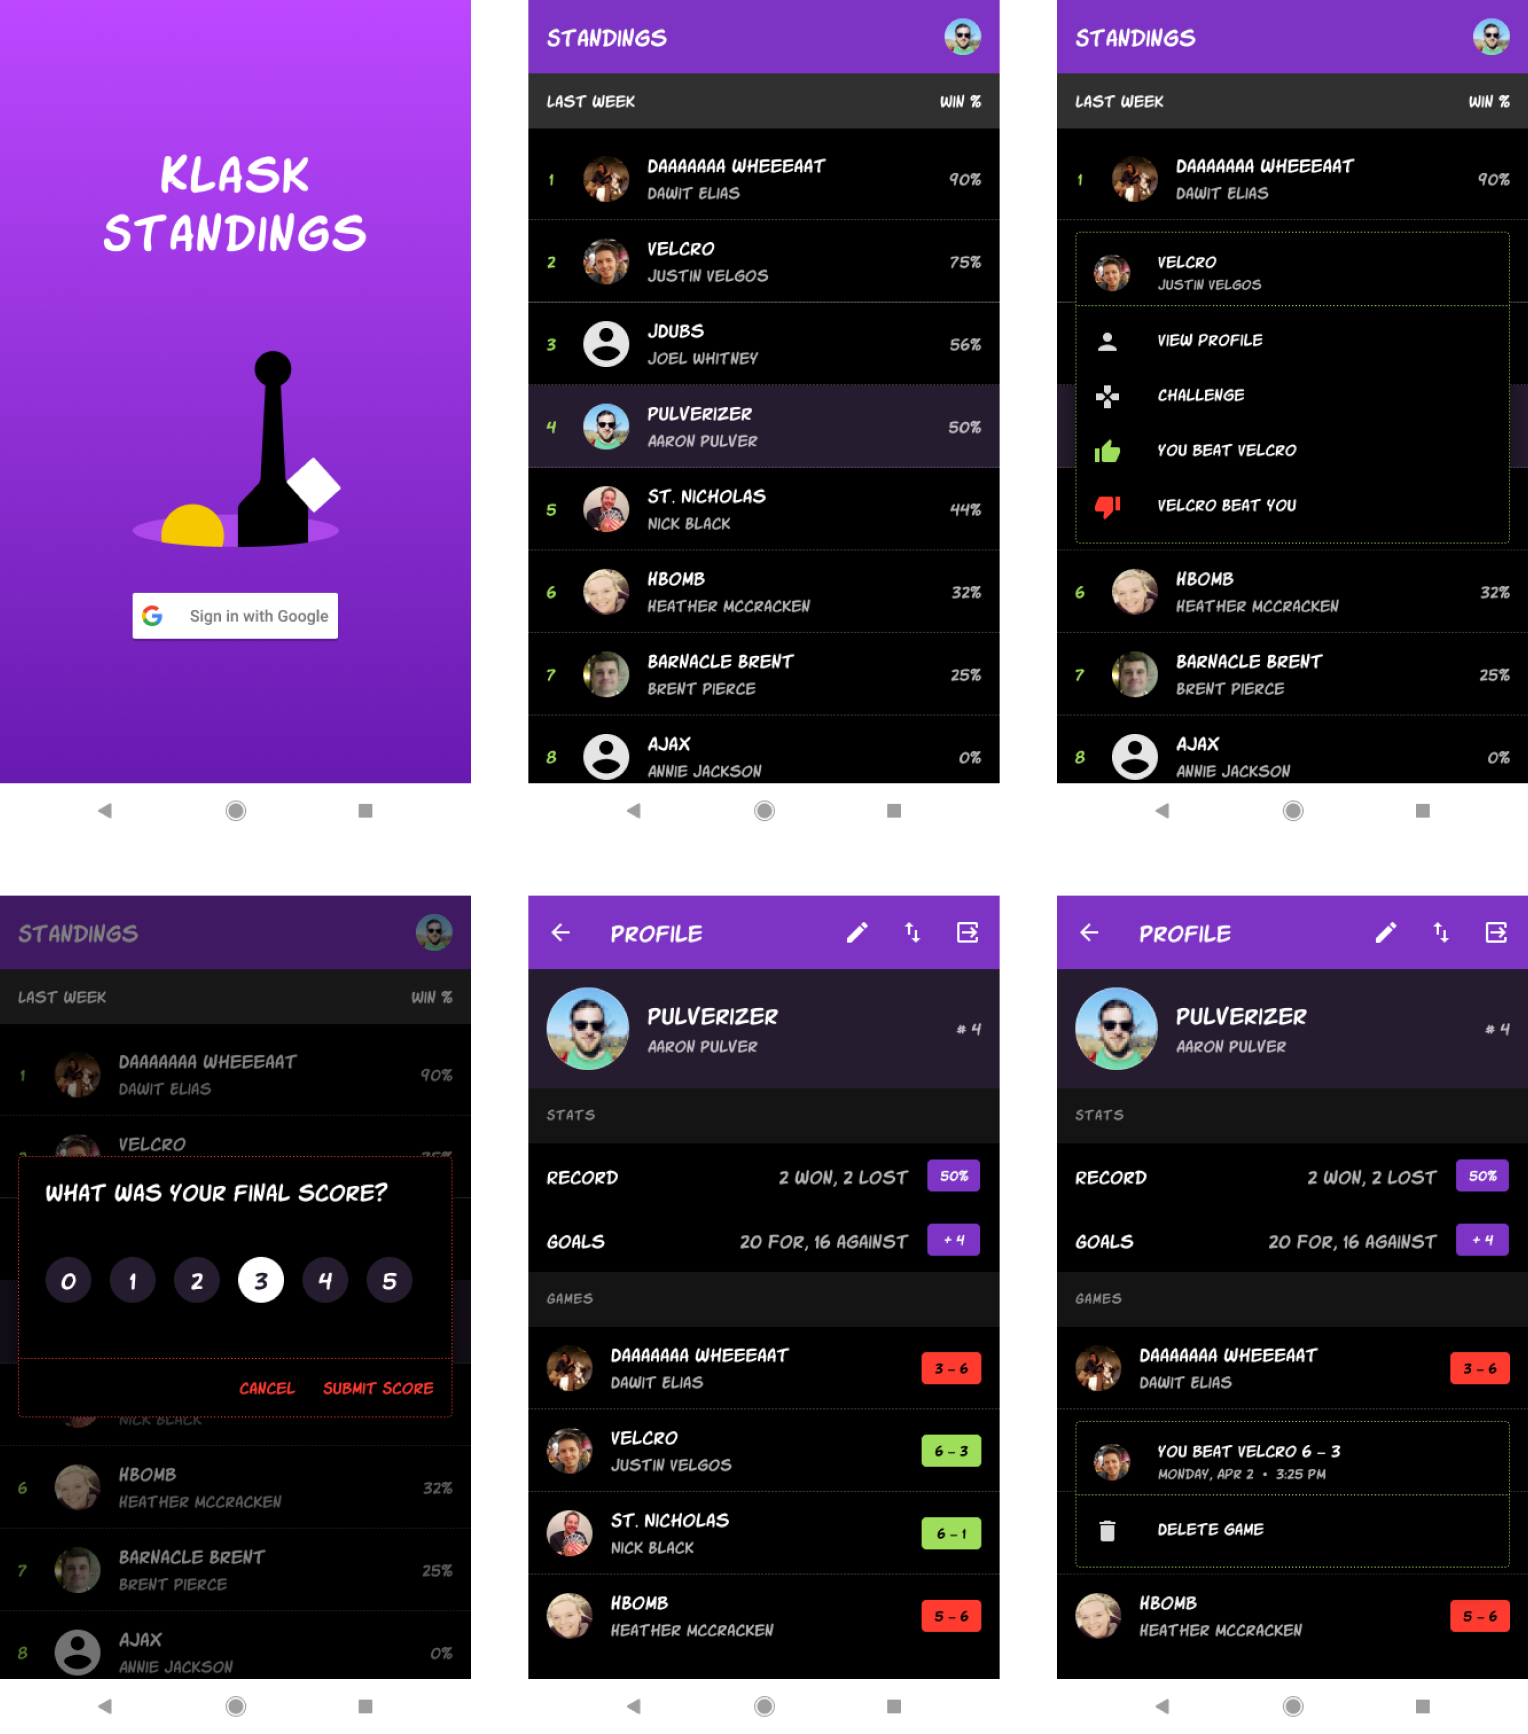 KLASK
STANDINGS
Sign in with Google
STANDINGS
LAST WEEK WIN %
1 DAAAAAAA WHEEEAAT 90%
DAWIT ELIAS
2 VELCRO 75%
JUSTIN VELGOS
3 JDUBS 56%
JOEL WHITNEY
4 PULVERIZER 50%
AARON PULVER
5 ST. NICHOLAS 44%
NICK BLACK
6 HBOMB 32%
HEATHER MCCRACKEN
7 BARNACLE BRENT 25%
BRENT PIERCE
8 AJAX 0%
ANNIE JACKSON
STANDINGS
LAST WEEK WIN %
1 DAAAAAAA WHEEEAAT 90%
DAWIT ELIAS
VELCRO
JUSTIN VELGOS
VIEW PROFILE
CHALLENGE
YOU BEAT VELCRO
VELCRO BEAT YOU
6 HBOMB 32%
HEATHER MCCRACKEN
7 BARNACLE BRENT 25%
BRENT PIERCE
8 AJAX 0%
ANNIE JACKSON
STANDINGS
LAST WEEK WIN %
1 DAAAAAAA WHEEEAAT 90%
DAWIT ELIAS
VELCRO
WHAT WAS YOUR FINAL SCORE?
0 1 2 3 4 5
CANCEL SUBMIT SCORE
NICK BLACK
6 HBOMB 32%
HEATHER MCCRACKEN
7 BARNACLE BRENT 25%
BRENT PIERCE
8 AJAX 0%
ANNIE JACKSON
PROFILE
PULVERIZER # 4
AARON PULVER
STATS
RECORD 2 WON, 2 LOST 50%
GOALS 20 FOR, 16 AGAINST + 4
GAMES
DAAAAAAA WHEEEAAT 3 – 6
DAWIT ELIAS
VELCRO 6 – 3
JUSTIN VELGOS
ST. NICHOLAS 6 – 1
NICK BLACK
HBOMB 5 – 6
HEATHER MCCRACKEN
PROFILE
PULVERIZER # 4
AARON PULVER
STATS
RECORD 2 WON, 2 LOST 50%
GOALS 20 FOR, 16 AGAINST + 4
GAMES
DAAAAAAA WHEEEAAT 3 – 6
DAWIT ELIAS
YOU BEAT VELCRO 6 – 3
MONDAY, APR 2 • 3:25 PM
DELETE GAME
HBOMB 5 – 6
HEATHER MCCRACKEN